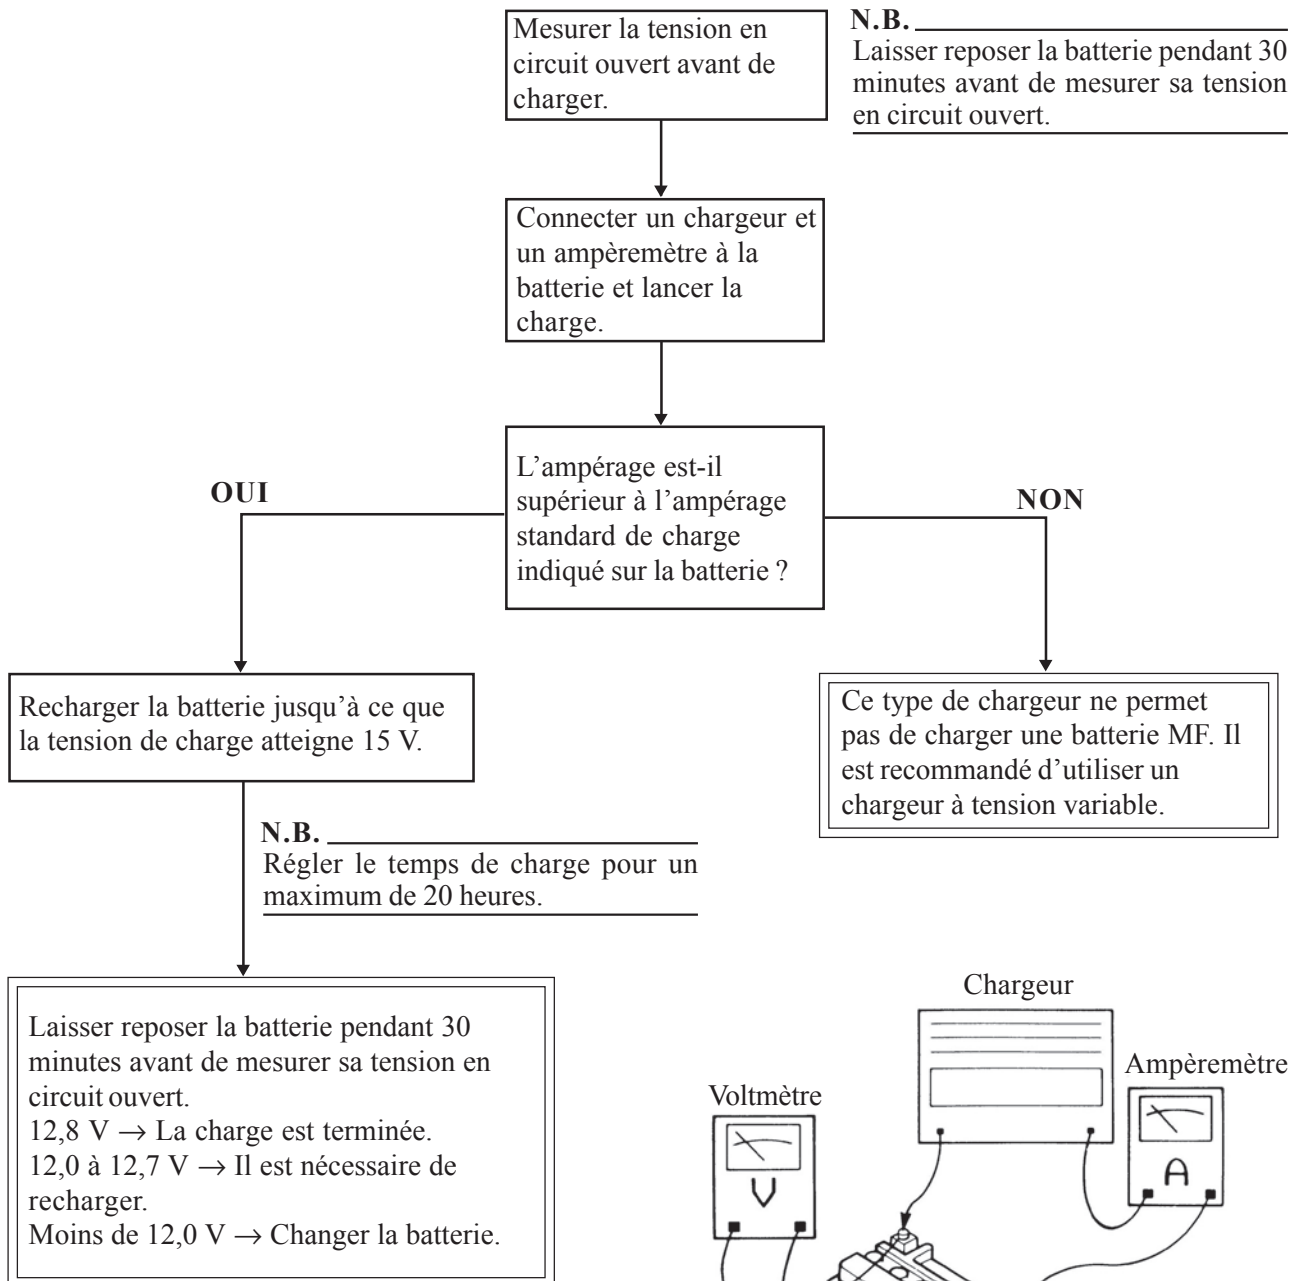 Mesurer la tension en
circuit ouvert avant de
charger.
N.B.
Laisser reposer la batterie pendant 30
minutes avant de mesurer sa tension
en circuit ouvert.
Connecter un chargeur et
un ampèremètre à la
batterie et lancer la
charge.
L’ampérage est-il
supérieur à l’ampérage
standard de charge
indiqué sur la batterie ?
OUI
NON
Recharger la batterie jusqu’à ce que
la tension de charge atteigne 15 V.
Ce type de chargeur ne permet
pas de charger une batterie MF. Il
est recommandé d’utiliser un
chargeur à tension variable.
N.B.
Régler le temps de charge pour un
maximum de 20 heures.
Laisser reposer la batterie pendant 30
minutes avant de mesurer sa tension en
circuit ouvert.
12,8 V → La charge est terminée.
12,0 à 12,7 V → Il est nécessaire de
recharger.
Moins de 12,0 V → Changer la batterie.
Chargeur
Ampèremètre
Voltmètre
A
V